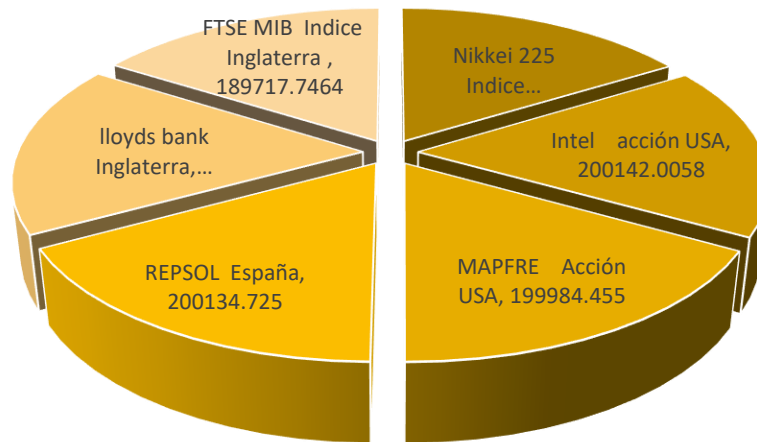 FTSE MIB Indice
Inglaterra ,
189717.7464
Nikkei 225
Indice...
Intel acción USA,
200142.0058
MAPFRE Acción
USA, 199984.455
REPSOL España,
200134.725
lloyds bank
Inglaterra,...